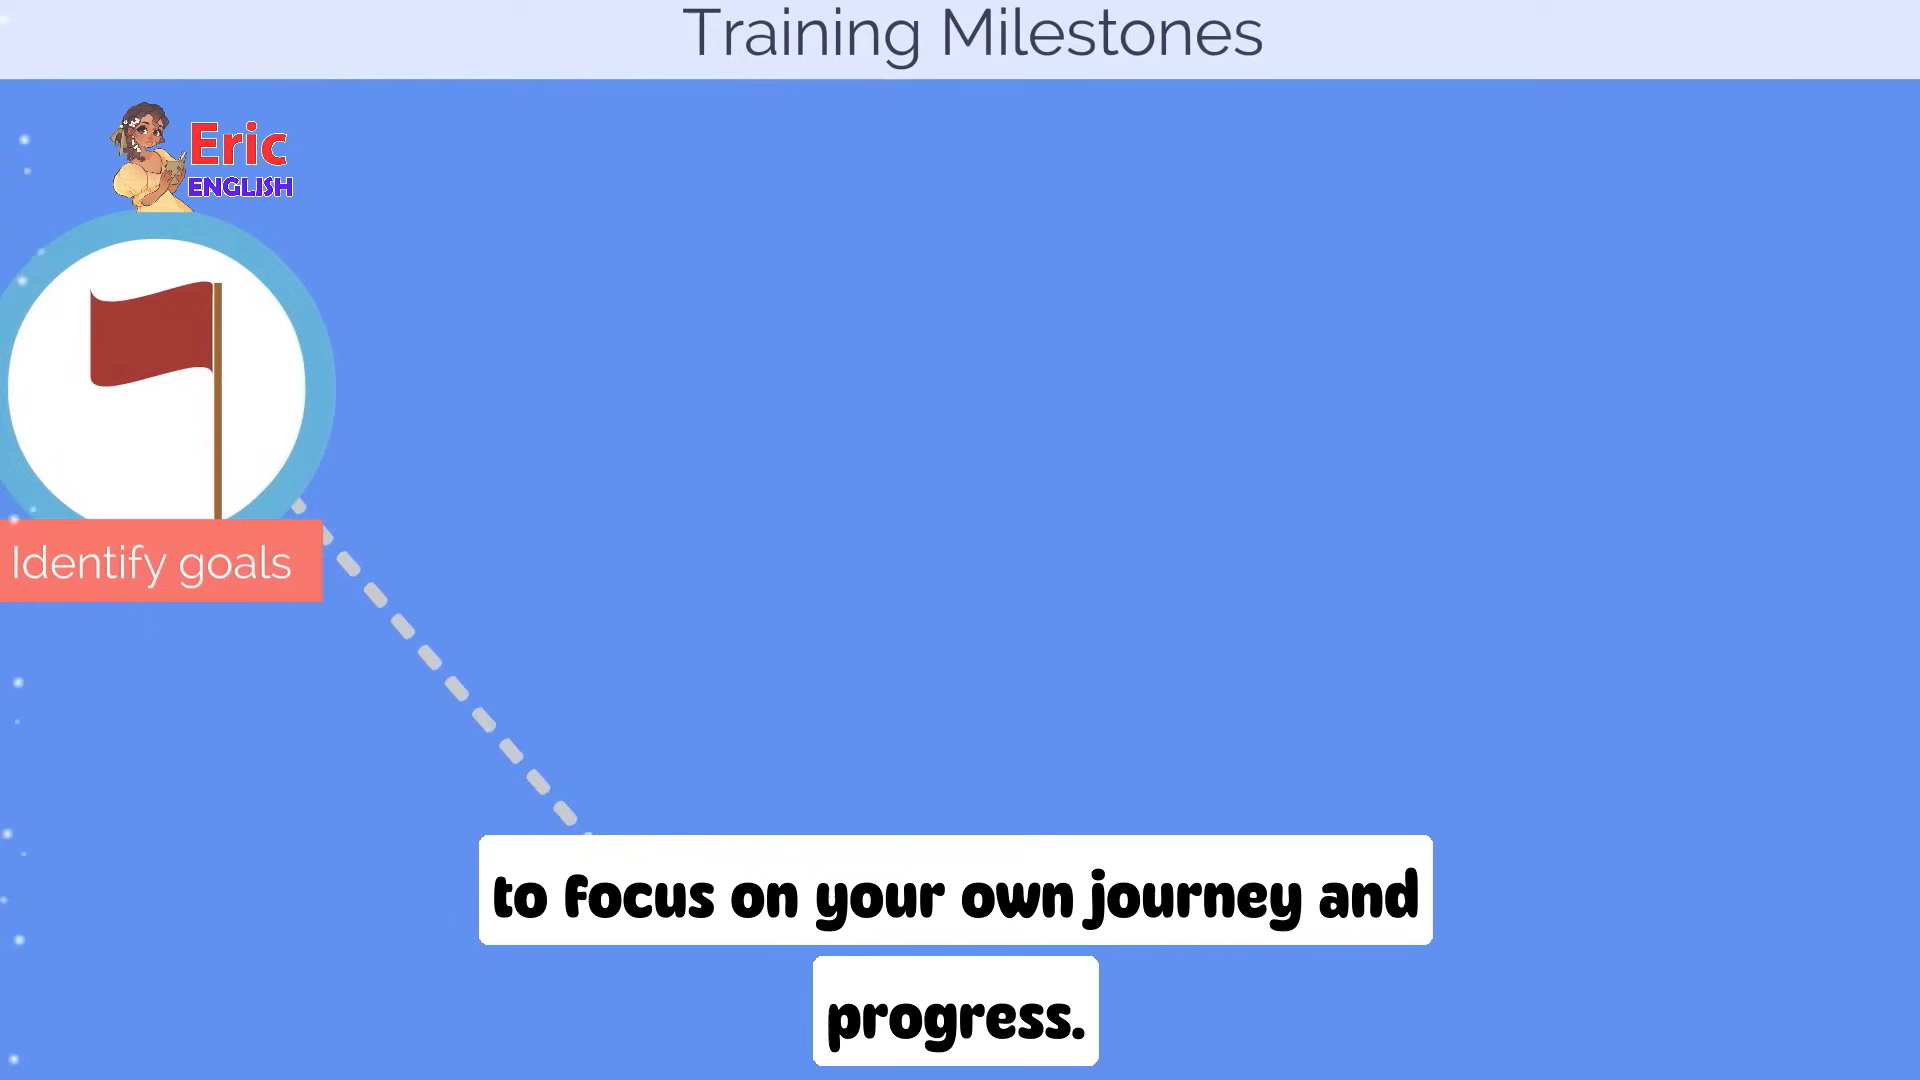 Training Milestones
Eric
ENGLISH
Identify goals
to focus on your own journey and
progress.